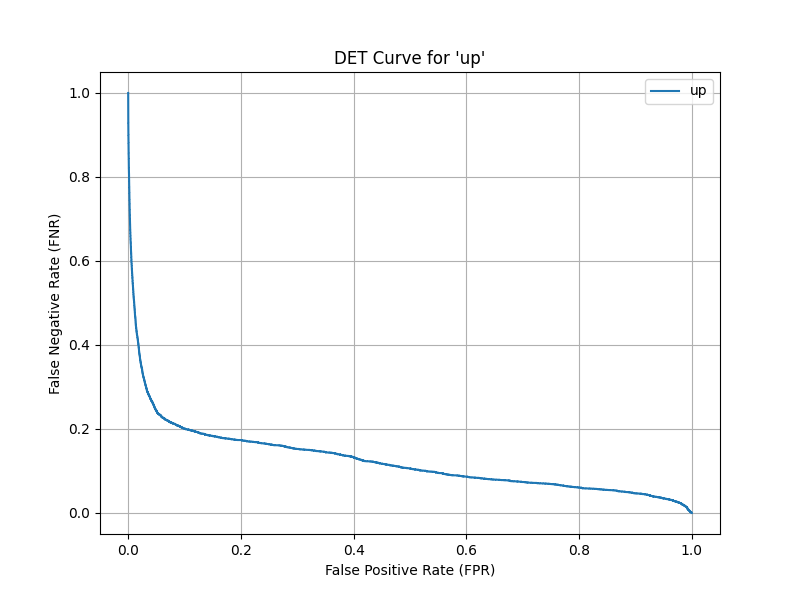 DET Curve for 'up'
up
1.0
0.8
0.6
0.4
0.2
0.0
False Negative Rate (FNR)
0.0 0.2 0.4 0.6 0.8 1.0
False Positive Rate (FPR)